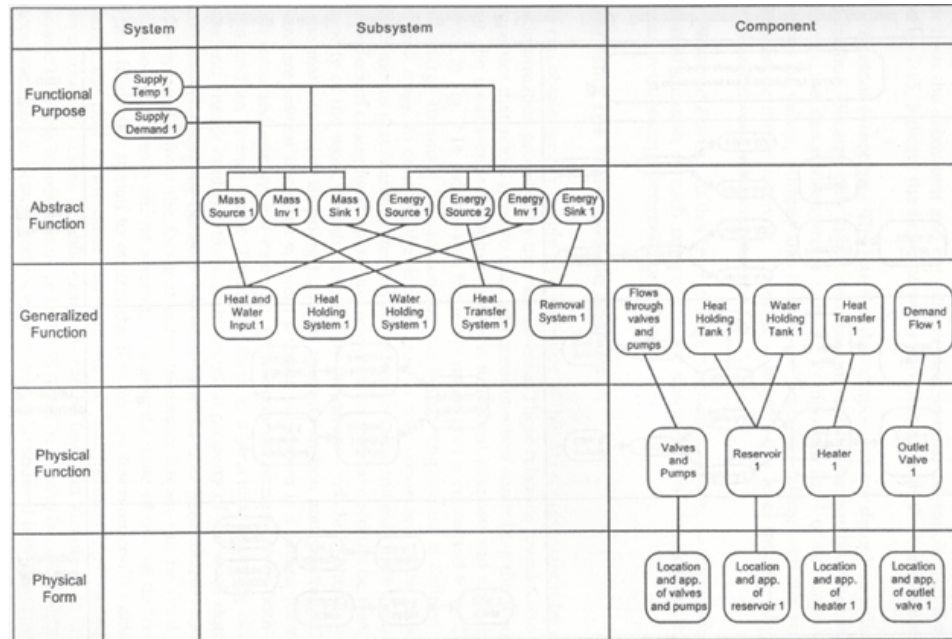 System
Subsystem
Component
Functional
Purpose
Supply
Temp 1
Supply
Demand 1
Abstract
Function
Mass
Source 1
Mass
Inv 1
Mass
Sink 1
Energy
Source 1
Energy
Source 2
Energy
Inv 1
Energy
Sink 1
Generalized
Function
Heat and
Water
Input 1
Heat
Holding
System 1
Water
Holding
System 1
Heat
Transfer
System 1
Removal
System 1
Flows
through
valves and
pumps
Heat
Holding
Tank 1
Water
Holding
Tank 1
Heat
Transfer 1
Demand
Flow 1
Physical
Function
Valves
and
Pumps
Reservoir
1
Heater
1
Outlet
Valve
1
Physical
Form
Location
and app.
of valves
and pumps
Location
and app.
of
reservoir 1
Location
and app.
of
heater 1
Location
and app.
of outlet
valve 1